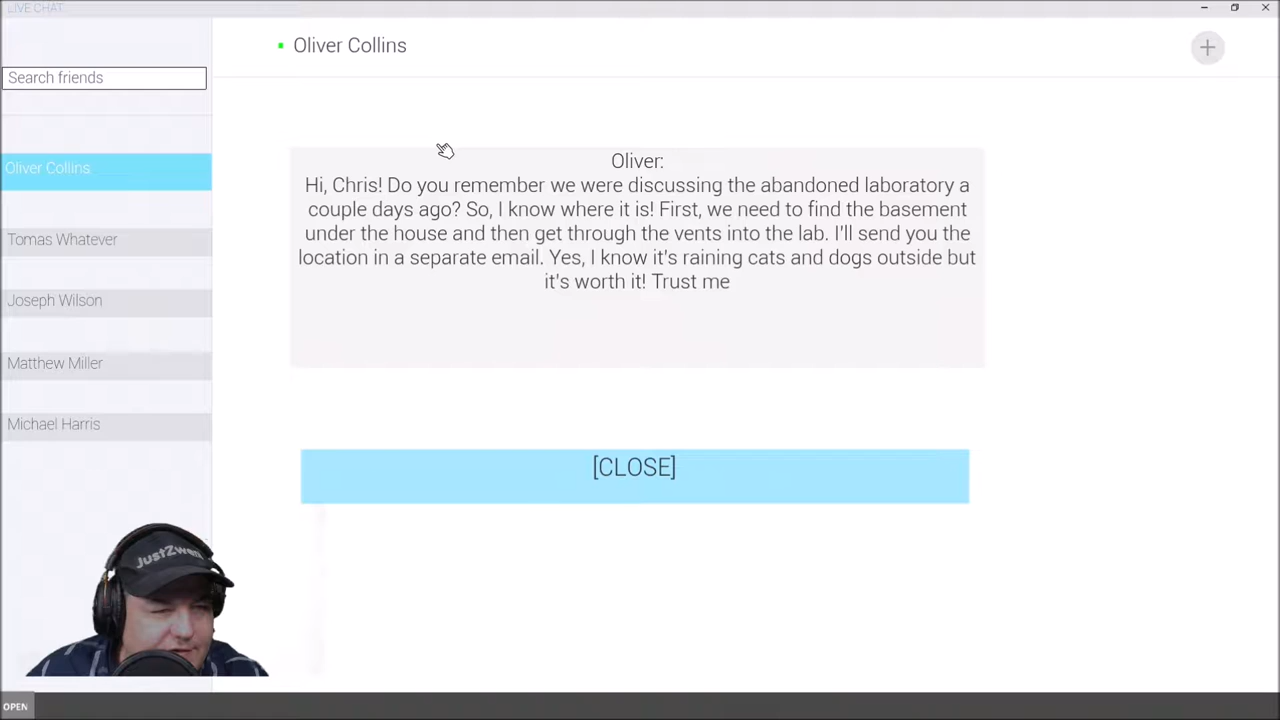 LIVE CHAT
Oliver Collins
Search friends
Oliver Collins
Tomas Whatever
Joseph Wilson
Matthew Miller
Michael Harris
Oliver:
Hi, Chris! Do you remember we were discussing the abandoned laboratory a
couple days ago? So, I know where it is! First, we need to find the basement
under the house and then get through the vents into the lab. I'll send you the
location in a separate email. Yes, I know it's raining cats and dogs outside but
it's worth it! Trust me
[CLOSE]
OPEN